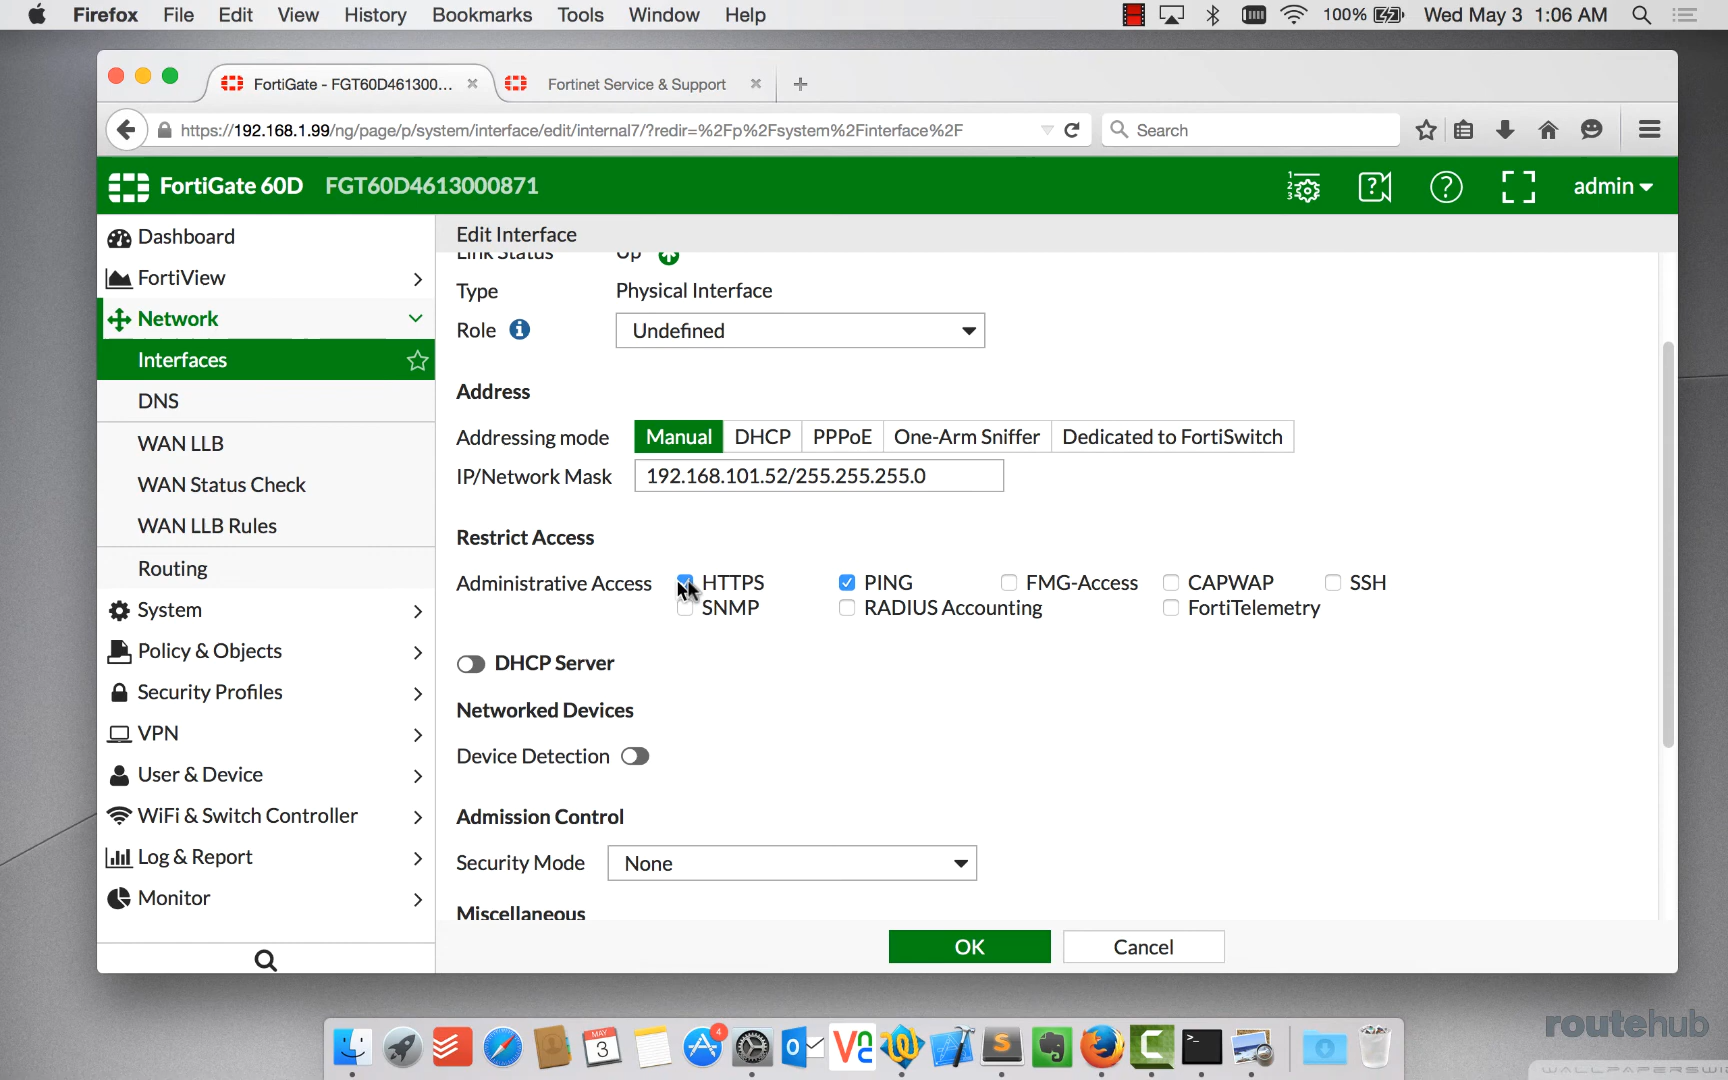 Firefox File Edit View History Bookmarks Tools Window Help 100% Wed May 3 1:06 AM
FortiGate - FGT60D461300... Fortinet Service & Support
https://192.168.1.99/ng/page/p/system/interface/edit/internal7/?redir=%2Fp%2Fsystem%2Finterface%2F Search
FortiGate 60D FGT60D4613000871 admin
Dashboard
FortiView
Network
Interfaces
DNS
WAN LLB
WAN Status Check
WAN LLB Rules
Routing
System
Policy & Objects
Security Profiles
VPN
User & Device
WiFi & Switch Controller
Log & Report
Monitor
Edit Interface
Link Status Up
Type Physical Interface
Role Undefined
Address
Addressing mode Manual DHCP PPPoE One-Arm Sniffer Dedicated to FortiSwitch
IP/Network Mask 192.168.101.52/255.255.255.0
Restrict Access
Administrative Access HTTPS PING FMG-Access CAPWAP SSH
SNMP RADIUS Accounting FortiTelemetry
DHCP Server
Networked Devices
Device Detection
Admission Control
Security Mode None
Miscellaneous
OK Cancel
MAY
3
4
routehub